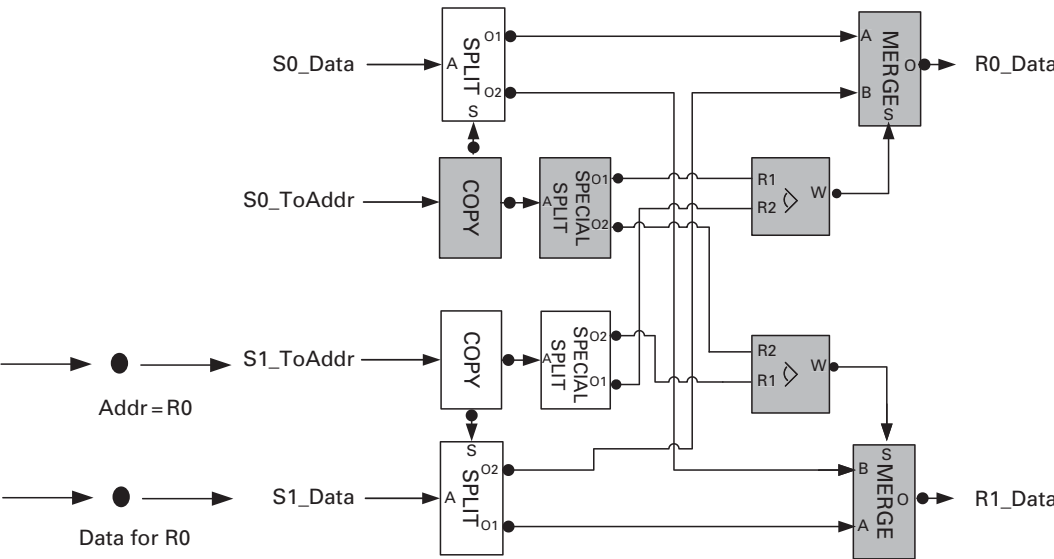 S0_Data
A
SPLIT
O1
O2
S
A
B
MERGE
S
O
R0_Data
S0_ToAddr
COPY
A
SPECIAL
SPLIT
O1
O2
R1
R2
W
S1_ToAddr
COPY
A
SPECIAL
SPLIT
O2
O1
R2
R1
W
Addr = R0
S1_Data
A
S
SPLIT
O2
O1
B
A
S
MERGE
O
R1_Data
Data for R0